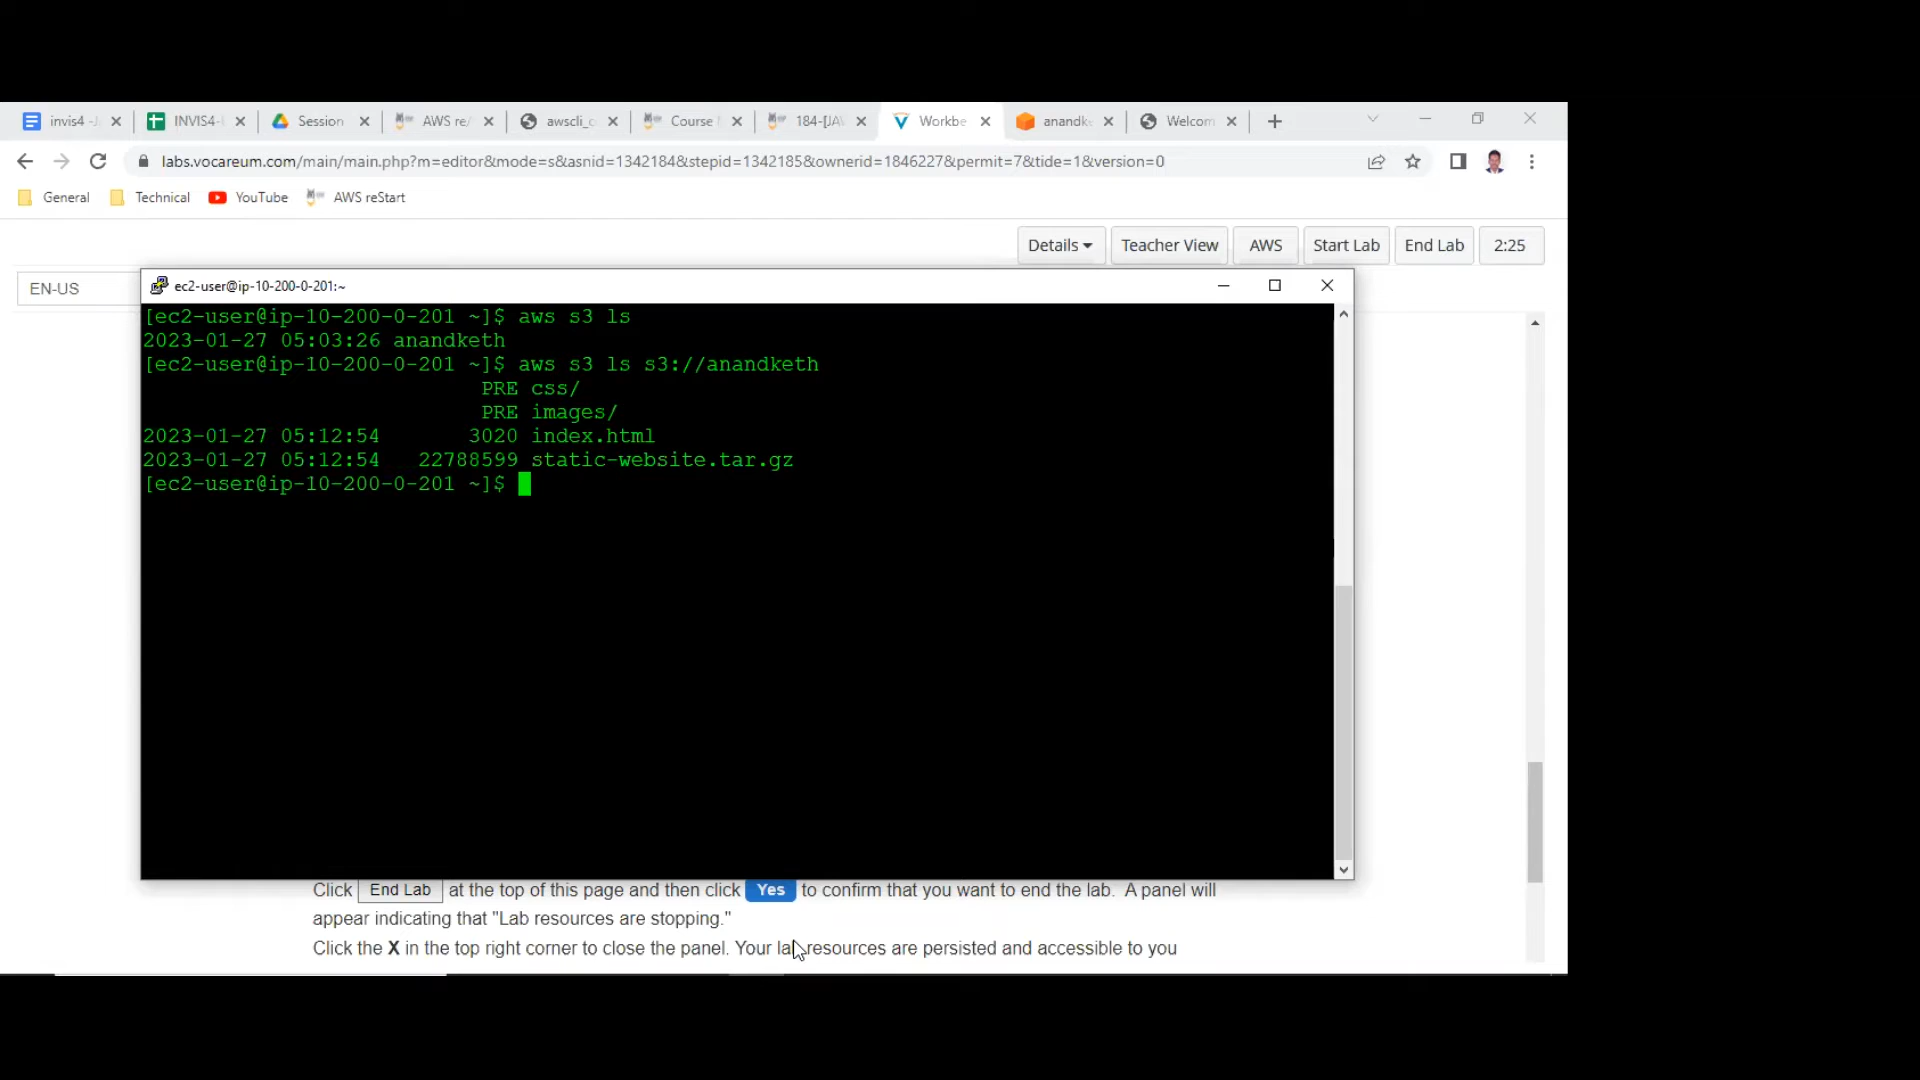 invis4 -J
INVIS4-
Session
AWS re/
awscli_c
Course
184-[JA
Workbe
anandke
Welcom
labs.vocareum.com/main/main.php?m=editor&mode=s&asnid=1342184&stepid=1342185&ownerid=1846227&permit=7&tide=1&version=0
General
Technical
YouTube
AWS reStart
Details
Teacher View
AWS
Start Lab
End Lab
2:25
EN-US
ec2-user@ip-10-200-0-201:~
[ec2-user@ip-10-200-0-201 ~]$ aws s3 ls
2023-01-27 05:03:26 anandketh
[ec2-user@ip-10-200-0-201 ~]$ aws s3 ls s3://anandketh
PRE css/
PRE images/
2023-01-27 05:12:54 3020 index.html
2023-01-27 05:12:54 22788599 static-website.tar.gz
[ec2-user@ip-10-200-0-201 ~]$
Click End Lab at the top of this page and then click Yes to confirm that you want to end the lab. A panel will
appear indicating that "Lab resources are stopping."
Click the X in the top right corner to close the panel. Your lab resources are persisted and accessible to you